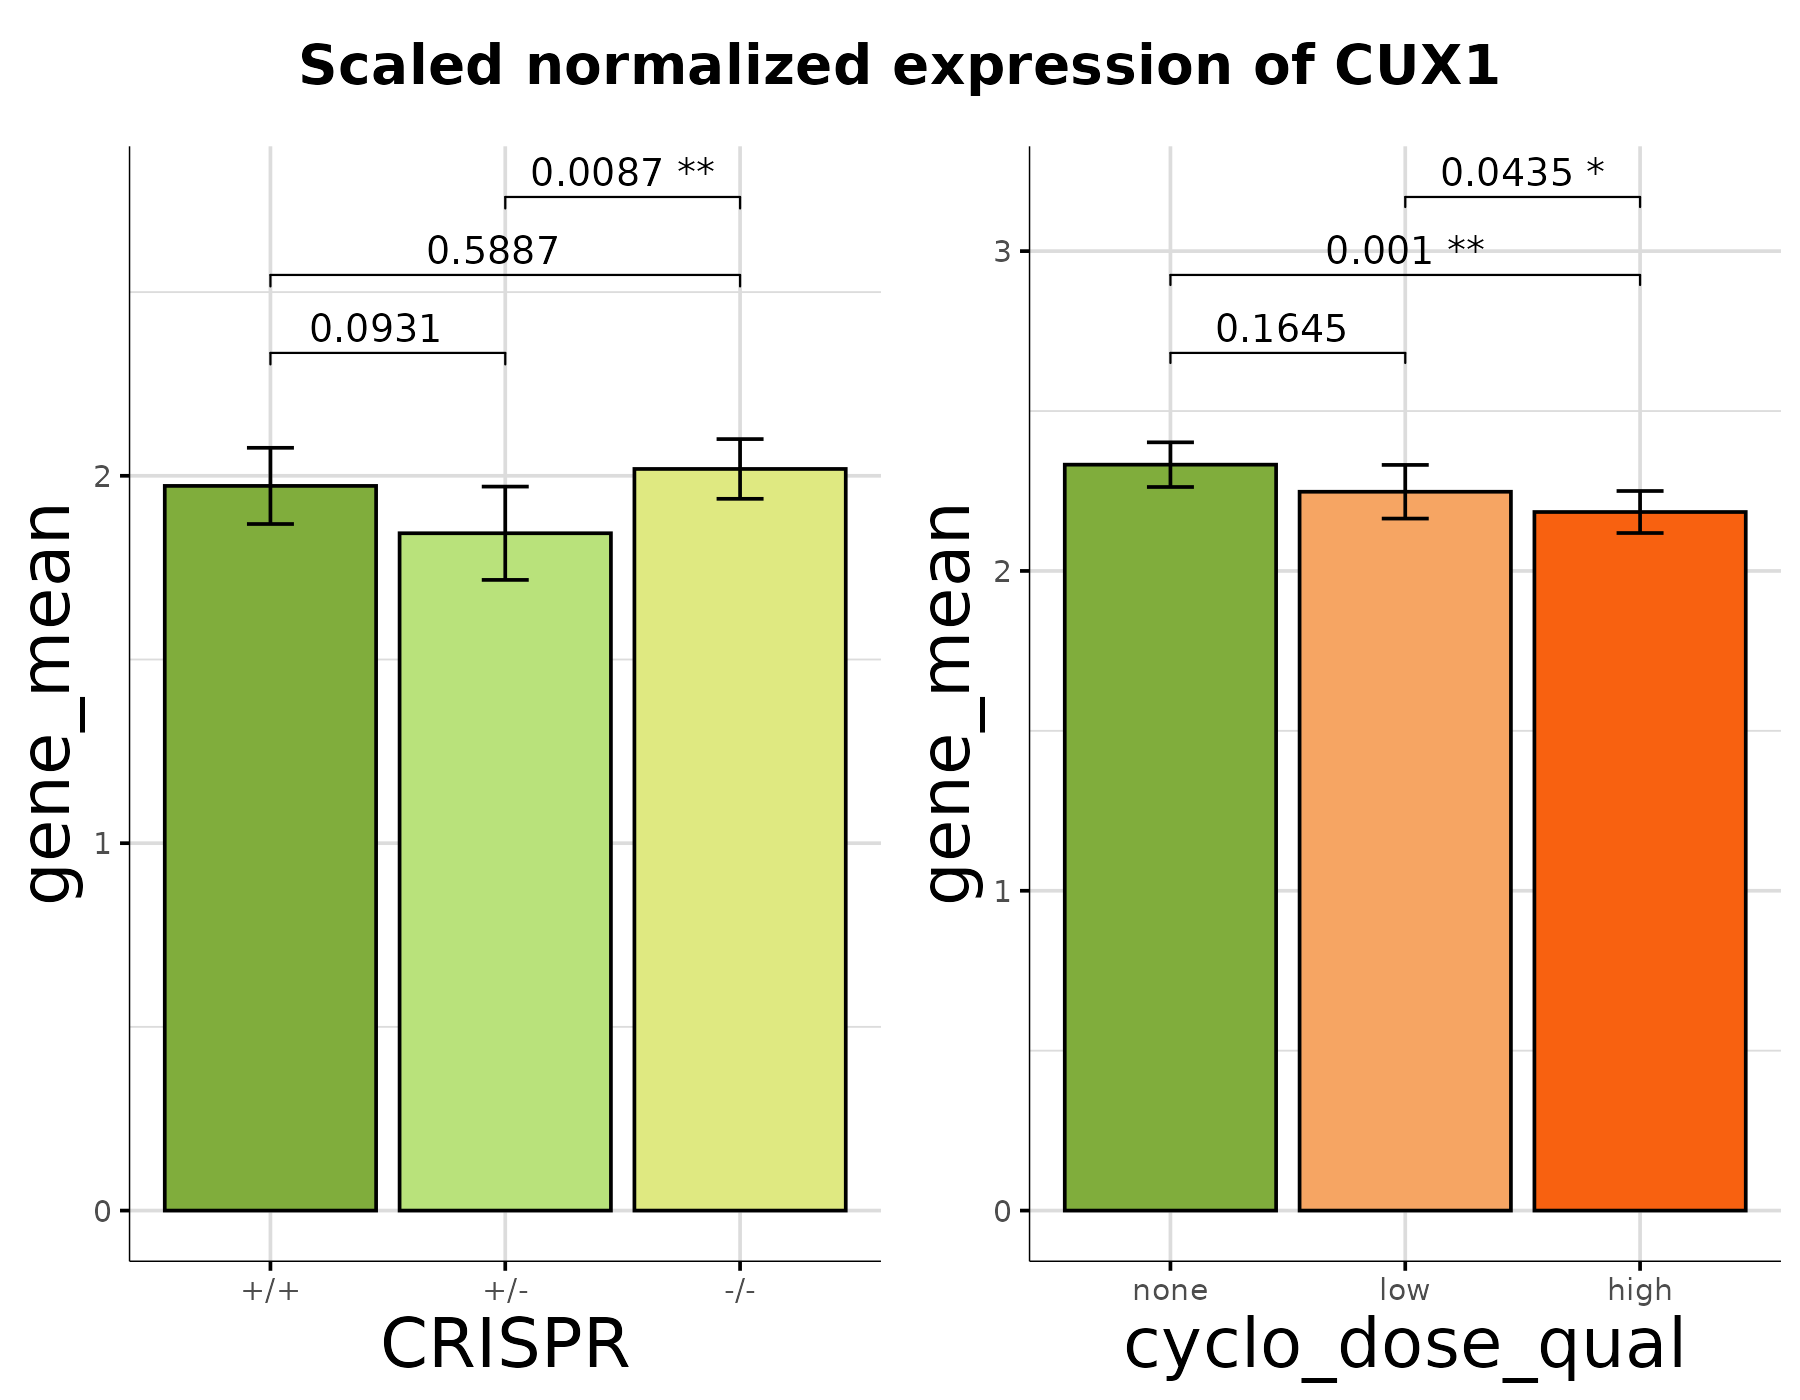 Scaled normalized expression of CUX1
0.0087 **
0.5887
0.0931
2
1
0
gene_mean
+/+
+/-
-/-
CRISPR
0.0435 *
0.001 **
0.1645
3
2
1
0
gene_mean
none
low
high
cyclo_dose_qual